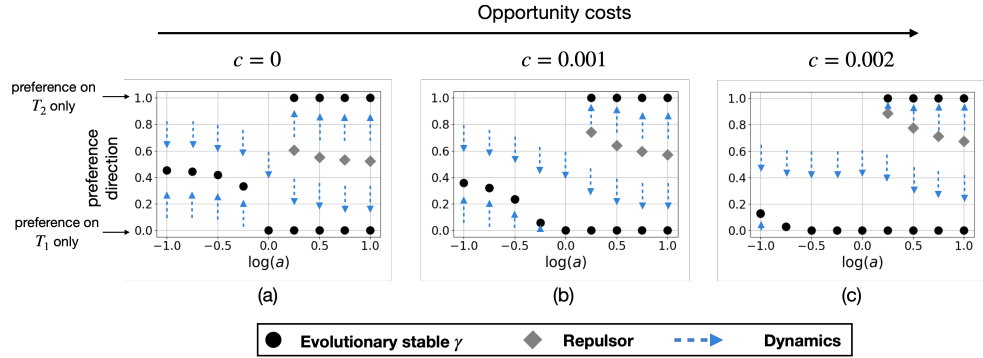 Opportunity costs
c = 0
c = 0.001
c = 0.002
preference on
T₂ only
preference
direction
preference on
T₁ only
1.0
0.8
0.6
0.4
0.2
0.0
−1.0 −0.5 0.0 0.5 1.0
log(a)
(a)
1.0
0.8
0.6
0.4
0.2
0.0
−1.0 −0.5 0.0 0.5 1.0
log(a)
(b)
1.0
0.8
0.6
0.4
0.2
0.0
−1.0 −0.5 0.0 0.5 1.0
log(a)
(c)
Evolutionary stable γ Repulsor Dynamics